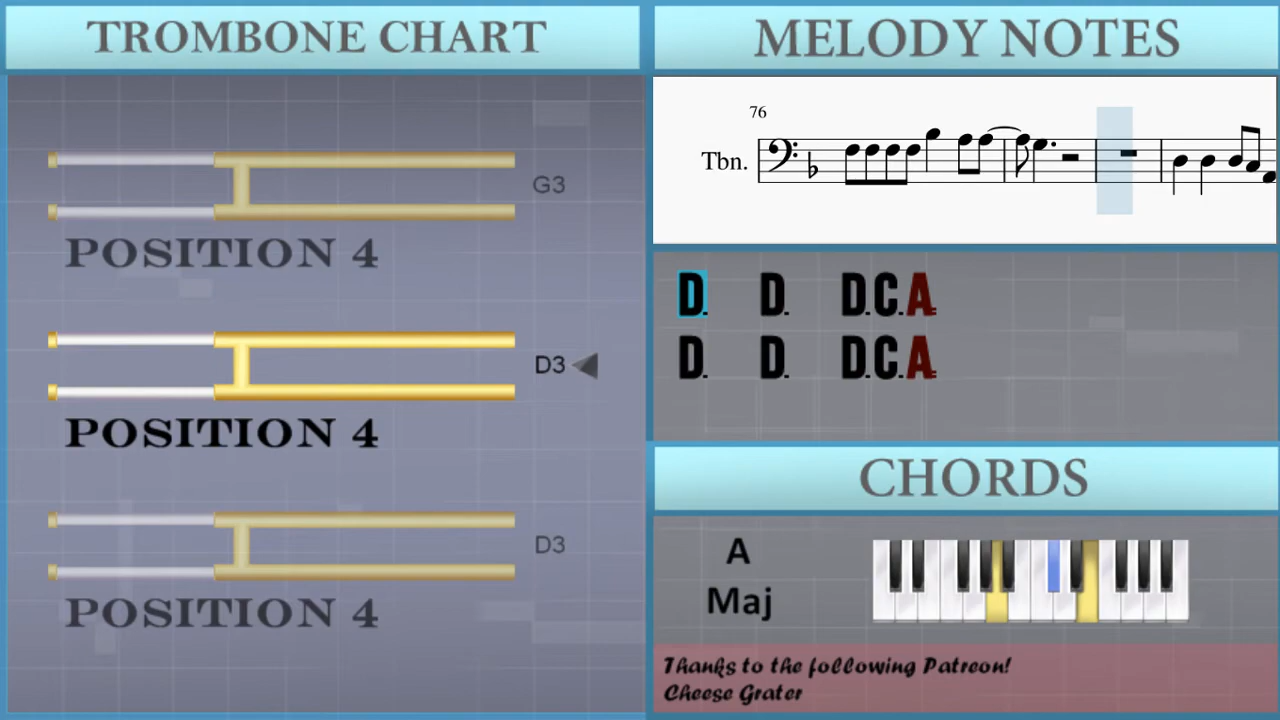 TROMBONE CHART
G3
POSITION 4
D3
POSITION 4
D3
POSITION 4
MELODY NOTES
76
Tbn.
D. D. D.C.A.
D. D. D.C.A.
CHORDS
A
Maj
Thanks to the following Patreon!
Cheese Grater